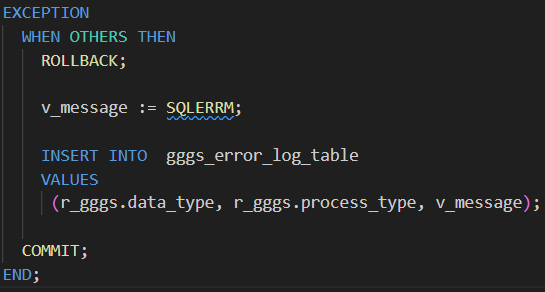 EXCEPTION
WHEN OTHERS THEN
ROLLBACK;
v_message := SQLERRM;
INSERT INTO  gggs_error_log_table
VALUES
(r_gggs.data_type, r_gggs.process_type, v_message);
COMMIT;
END;